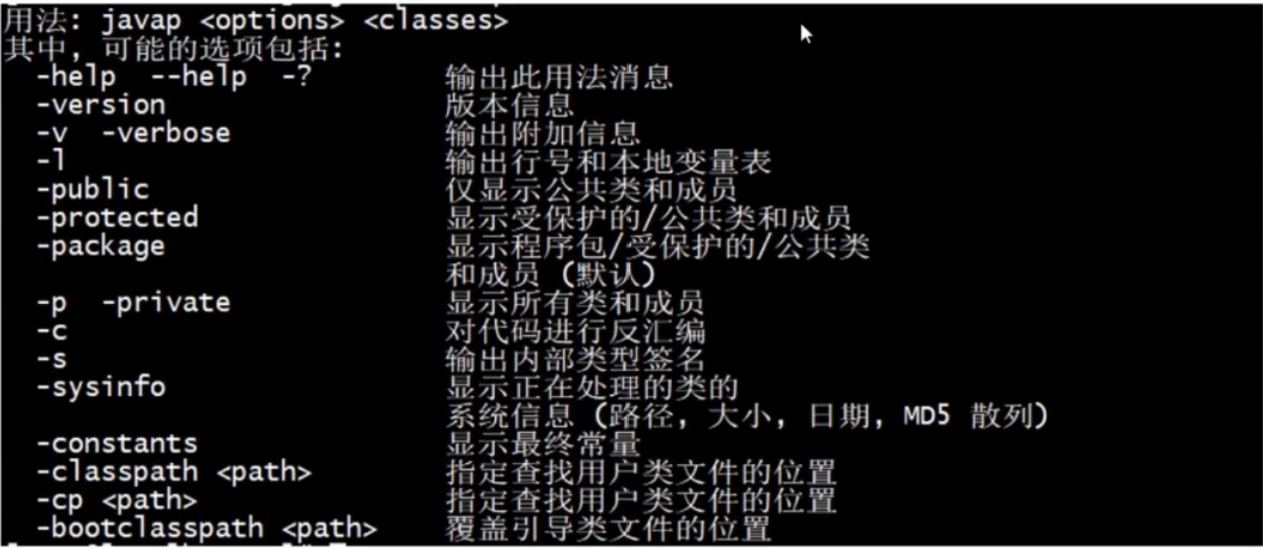 用法: javap <options> <classes>
其中, 可能的选项包括:
-help --help -? 输出此用法消息
-version 版本信息
-v -verbose 输出附加信息
-l 输出行号和本地变量表
-public 仅显示公共类和成员
-protected 显示受保护的/公共类和成员
-package 显示程序包/受保护的/公共类
和成员 (默认)
-p -private 显示所有类和成员
-c 对代码进行反汇编
-s 输出内部类型签名
-sysinfo 显示正在处理的类的
系统信息 (路径, 大小, 日期, MD5 散列)
-constants 显示最终常量
-classpath <path> 指定查找用户类文件的位置
-cp <path> 指定查找用户类文件的位置
-bootclasspath <path> 覆盖引导类文件的位置